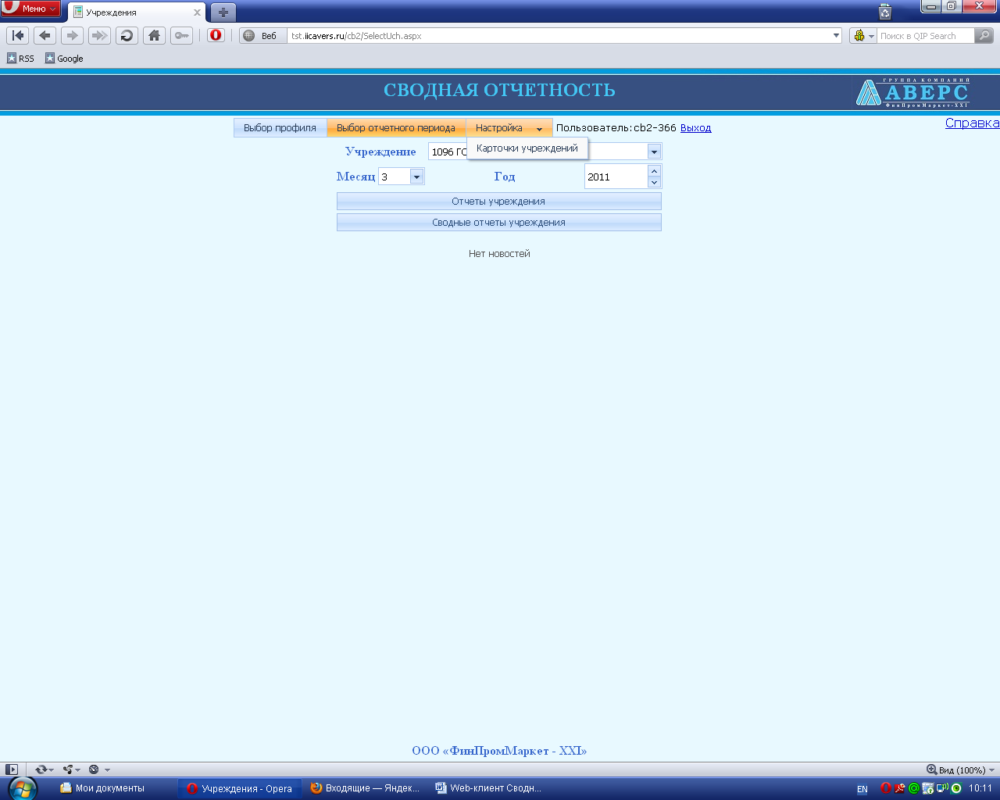 Меню
Учреждения
Веб
tst.iicavers.ru/cb2/SelectUch.aspx
Поиск в QIP Search
RSS
Google
СВОДНАЯ ОТЧЕТНОСТЬ
ГРУППА КОМПАНИЙ
АВЕРС
ФинПромМаркет-XXI
Выбор профиля
Выбор отчетного периода
Настройка
Пользователь:cb2-366 Выход
Справка
Карточки учреждений
Учреждение
1096 ГО
Месяц
3
Год
2011
Отчеты учреждения
Сводные отчеты учреждения
Нет новостей
ООО «ФинПромМаркет - XXI»
Вид (100%)
Мои документы
Учреждения - Opera
Входящие — Яндек...
Web-клиент Сводн...
EN
10:11